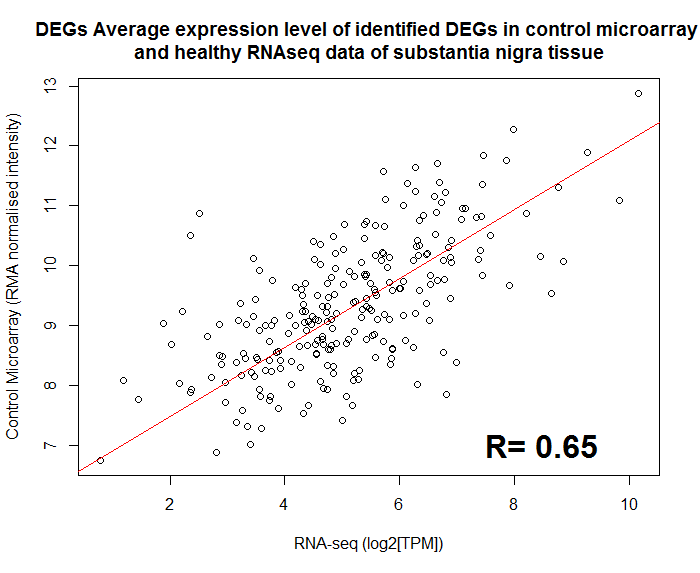 DEGs Average expression level of identified DEGs in control microarray
and healthy RNAseq data of substantia nigra tissue
13
12
11
10
9
8
7
Control Microarray (RMA normalised intensity)
R= 0.65
2 4 6 8 10
RNA-seq (log2[TPM])